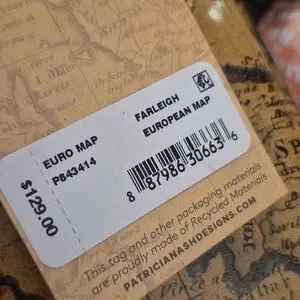 EURO MAP
P843414
$129.00
FARLEIGH
EUROPEAN MAP
8 87986 30663 6
This tag and other packaging materials
are proudly made of Recycled Materials
PATRICIANASHDESIGNS.COM